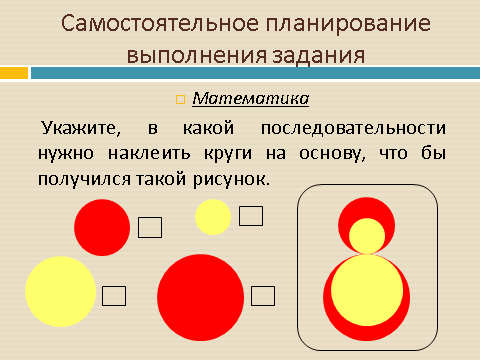 Самостоятельное планирование
выполнения задания
Математика
Укажите, в какой последовательности
нужно наклеить круги на основу, что бы
получился такой рисунок.